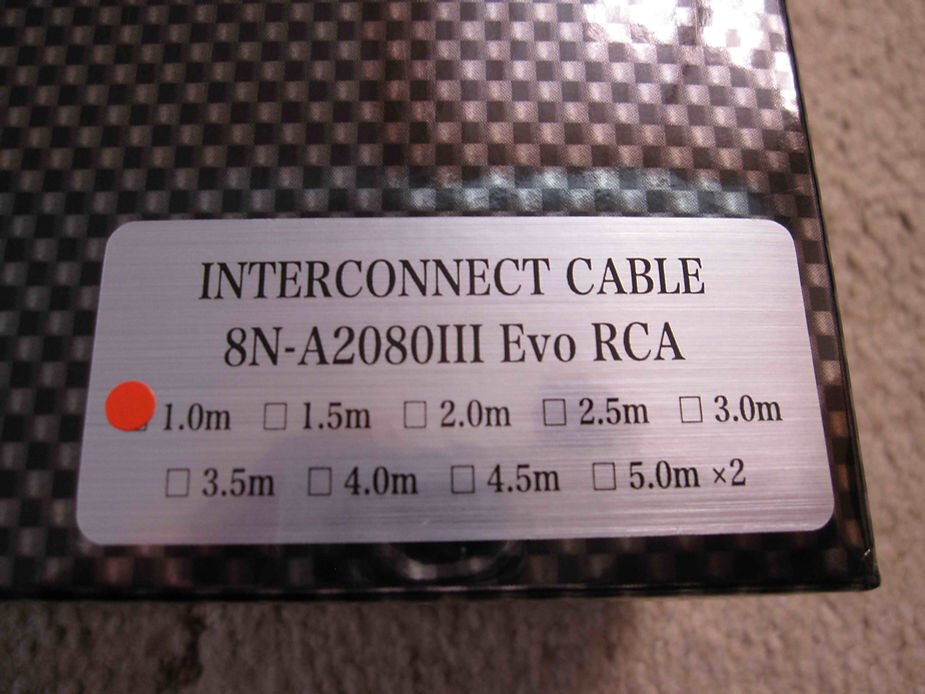 INTERCONNECT CABLE
8N-A2080III Evo RCA
□ 1.0m □ 1.5m □ 2.0m □ 2.5m □ 3.0m
□ 3.5m □ 4.0m □ 4.5m □ 5.0m ×2